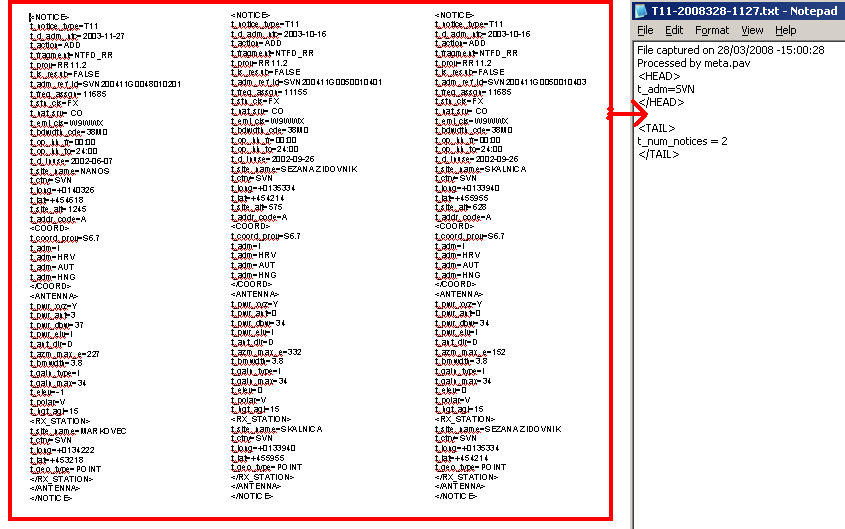 <NOTICE>
t_notice_type=T11
t_d_adm_ntc=2003-11-27
t_action=ADD
t_fragment=NTFD_RR
t_prov=RR11.2
t_is_resub=FALSE
t_adm_ref_id=SVN200411G0048010201
t_freq_assgn=11685
t_stn_cls=FX
t_nat_srv= CO
t_emi_cls=W9WWX
t_bdwdth_cde=38M0
t_op_hh_fr=00:00
t_op_hh_to=24:00
t_d_inuse=2002-06-07
t_site_name=NANOS
t_ctry=SVN
t_long=+0140326
t_lat=+454618
t_site_alt=1245
t_addr_code=A
<COORD>
t_coord_prov=S6.7
t_adm=I
t_adm=HRV
t_adm=AUT
t_adm=HNG
</COORD>
<ANTENNA>
t_pwr_xyz=Y
t_pwr_ant=3
t_pwr_dbw=37
t_pwr_eiv=I
t_ant_dir=D
t_azm_max_e=227
t_bmwdth=3.8
t_gain_type=I
t_gain_max=34
t_elev=-1
t_polar=V
t_hgt_agl=15
<RX_STATION>
t_site_name=MARKOVEC
t_ctry=SVN
t_long=+0134222
t_lat=+453218
t_geo_type=POINT
</RX_STATION>
</ANTENNA>
</NOTICE>
<NOTICE>
t_notice_type=T11
t_d_adm_ntc=2003-10-16
t_action=ADD
t_fragment=NTFD_RR
t_prov=RR11.2
t_is_resub=FALSE
t_adm_ref_id=SVN200411G0050010401
t_freq_assgn=11155
t_stn_cls=FX
t_nat_srv= CO
t_emi_cls=W9WWX
t_bdwdth_cde=38M0
t_op_hh_fr=00:00
t_op_hh_to=24:00
t_d_inuse=2002-09-26
t_site_name=SEZANAZIDOVNIK
t_ctry=SVN
t_long=+0135334
t_lat=+454214
t_site_alt=575
t_addr_code=A
<COORD>
t_coord_prov=S6.7
t_adm=I
t_adm=HRV
t_adm=AUT
t_adm=HNG
</COORD>
<ANTENNA>
t_pwr_xyz=Y
t_pwr_ant=0
t_pwr_dbw=34
t_pwr_eiv=I
t_ant_dir=D
t_azm_max_e=332
t_bmwdth=3.8
t_gain_type=I
t_gain_max=34
t_elev=0
t_polar=V
t_hgt_agl=15
<RX_STATION>
t_site_name=SKALNICA
t_ctry=SVN
t_long=+0133940
t_lat=+455955
t_geo_type=POINT
</RX_STATION>
</ANTENNA>
</NOTICE>
<NOTICE>
t_notice_type=T11
t_d_adm_ntc=2003-10-16
t_action=ADD
t_fragment=NTFD_RR
t_prov=RR11.2
t_is_resub=FALSE
t_adm_ref_id=SVN200411G0050010403
t_freq_assgn=11685
t_stn_cls=FX
t_nat_srv= CO
t_emi_cls=W9WWX
t_bdwdth_cde=38M0
t_op_hh_fr=00:00
t_op_hh_to=24:00
t_d_inuse=2002-09-26
t_site_name=SKALNICA
t_ctry=SVN
t_long=+0133940
t_lat=+455955
t_site_alt=628
t_addr_code=A
<COORD>
t_coord_prov=S6.7
t_adm=I
t_adm=HRV
t_adm=AUT
t_adm=HNG
</COORD>
<ANTENNA>
t_pwr_xyz=Y
t_pwr_ant=0
t_pwr_dbw=34
t_pwr_eiv=I
t_ant_dir=D
t_azm_max_e=152
t_bmwdth=3.8
t_gain_type=I
t_gain_max=34
t_elev=0
t_polar=V
t_hgt_agl=15
<RX_STATION>
t_site_name=SEZANAZIDOVNIK
t_ctry=SVN
t_long=+0135334
t_lat=+454214
t_geo_type=POINT
</RX_STATION>
</ANTENNA>
</NOTICE>
T11-2008328-1127.txt - Notepad
File Edit Format View Help
File captured on 28/03/2008 -15:00:28
Processed by meta.pav
<HEAD>
t_adm=SVN
</HEAD>
<TAIL>
t_num_notices = 2
</TAIL>